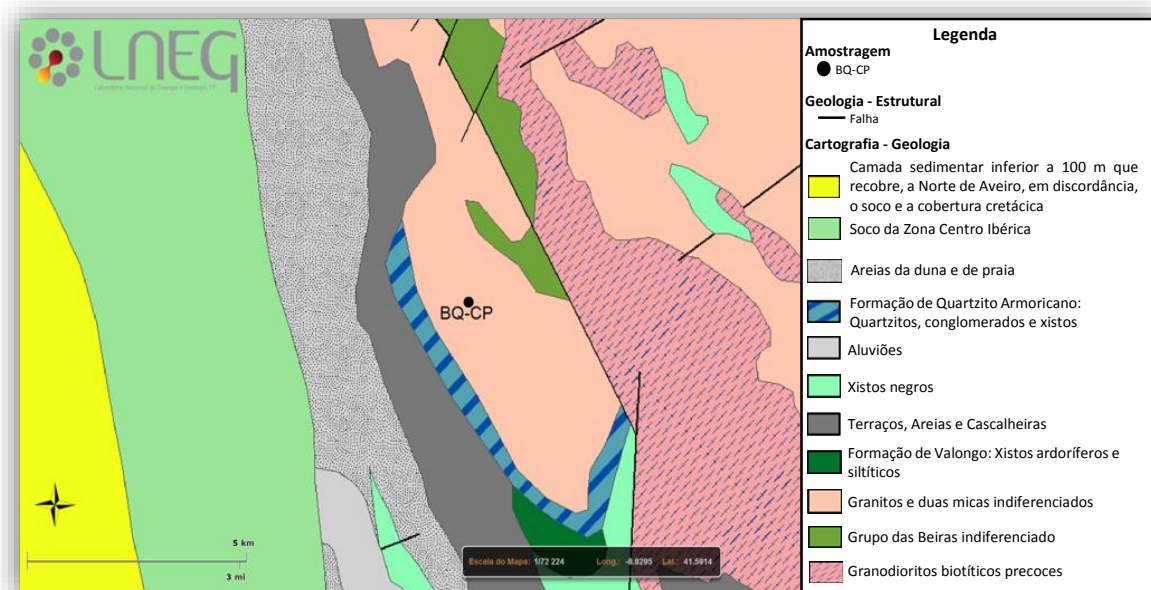 LNEG
Laboratório Nacional de Energia e Geologia, I.P.
BQ-CP
5 km
3 mi
Escala do Mapa: 1/72 224 Long.: -8.8295 Lat.: 41.5914
Legenda
Amostragem
BQ-CP
Geologia - Estrutural
Falha
Cartografia - Geologia
Camada sedimentar inferior a 100 m que
recobre, a Norte de Aveiro, em discordância,
o soco e a cobertura cretácica
Soco da Zona Centro Ibérica
Areias da duna e de praia
Formação de Quartzito Armoricano:
Quartzitos, conglomerados e xistos
Aluviões
Xistos negros
Terraços, Areias e Cascalheiras
Formação de Valongo: Xistos ardoríferos e
siltíticos
Granitos e duas micas indiferenciados
Grupo das Beiras indiferenciado
Granodioritos biotíticos precoces